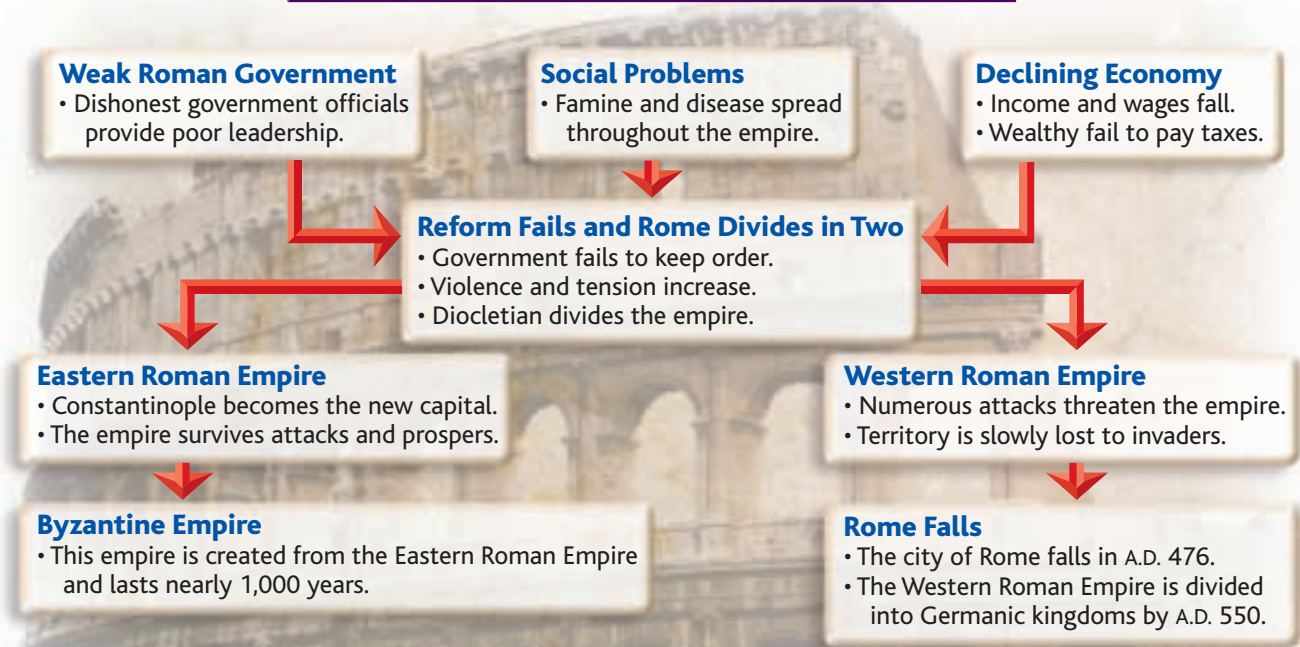 Weak Roman Government
• Dishonest government officials
provide poor leadership.
Social Problems
• Famine and disease spread
throughout the empire.
Declining Economy
• Income and wages fall.
• Wealthy fail to pay taxes.
Reform Fails and Rome Divides in Two
• Government fails to keep order.
• Violence and tension increase.
• Diocletian divides the empire.
Eastern Roman Empire
• Constantinople becomes the new capital.
• The empire survives attacks and prospers.
Western Roman Empire
• Numerous attacks threaten the empire.
• Territory is slowly lost to invaders.
Byzantine Empire
• This empire is created from the Eastern Roman Empire
and lasts nearly 1,000 years.
Rome Falls
• The city of Rome falls in A.D. 476.
• The Western Roman Empire is divided
into Germanic kingdoms by A.D. 550.